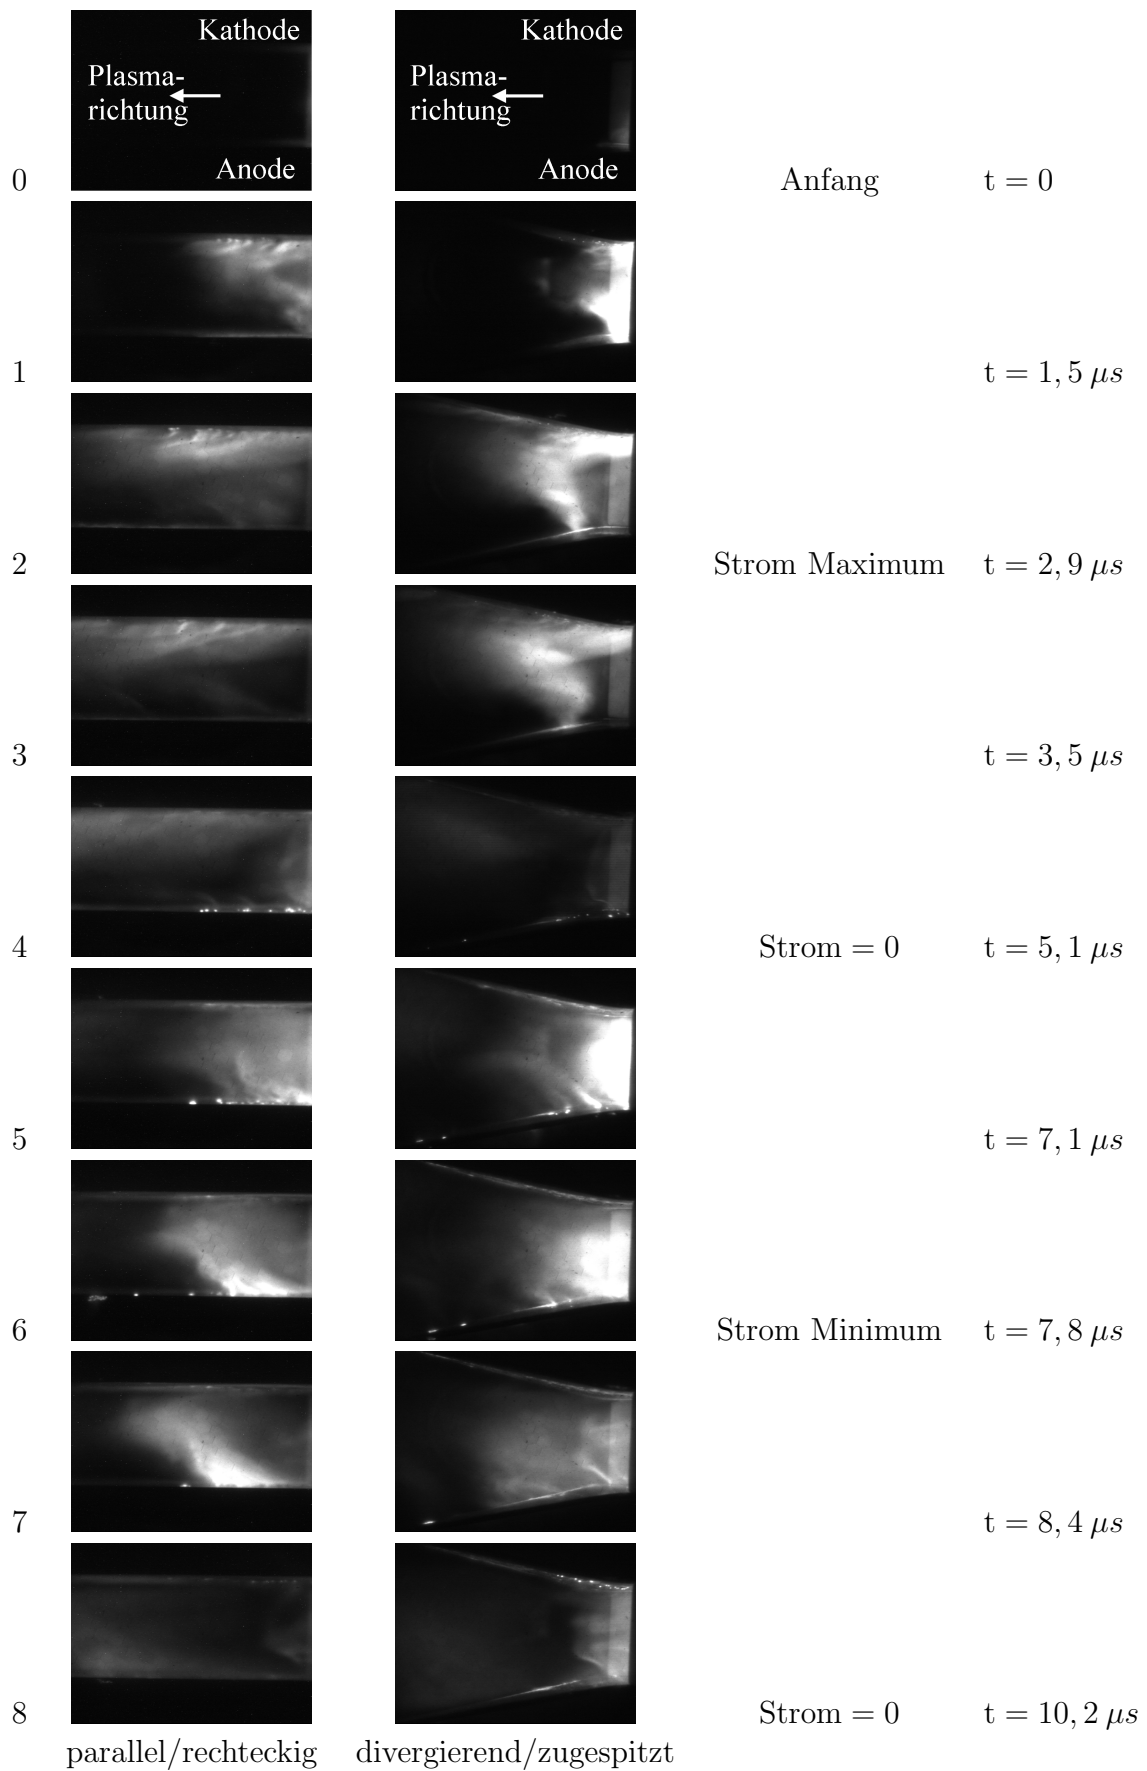 Kathode Kathode
Plasma- Plasma-
richtung richtung
Anode Anode
0 Anfang t = 0
1 t = 1, 5 μs
2 Strom Maximum t = 2, 9 μs
3 t = 3, 5 μs
4 Strom = 0 t = 5, 1 μs
5 t = 7, 1 μs
6 Strom Minimum t = 7, 8 μs
7 t = 8, 4 μs
8 Strom = 0 t = 10, 2 μs
parallel/rechteckig divergierend/zugespitzt